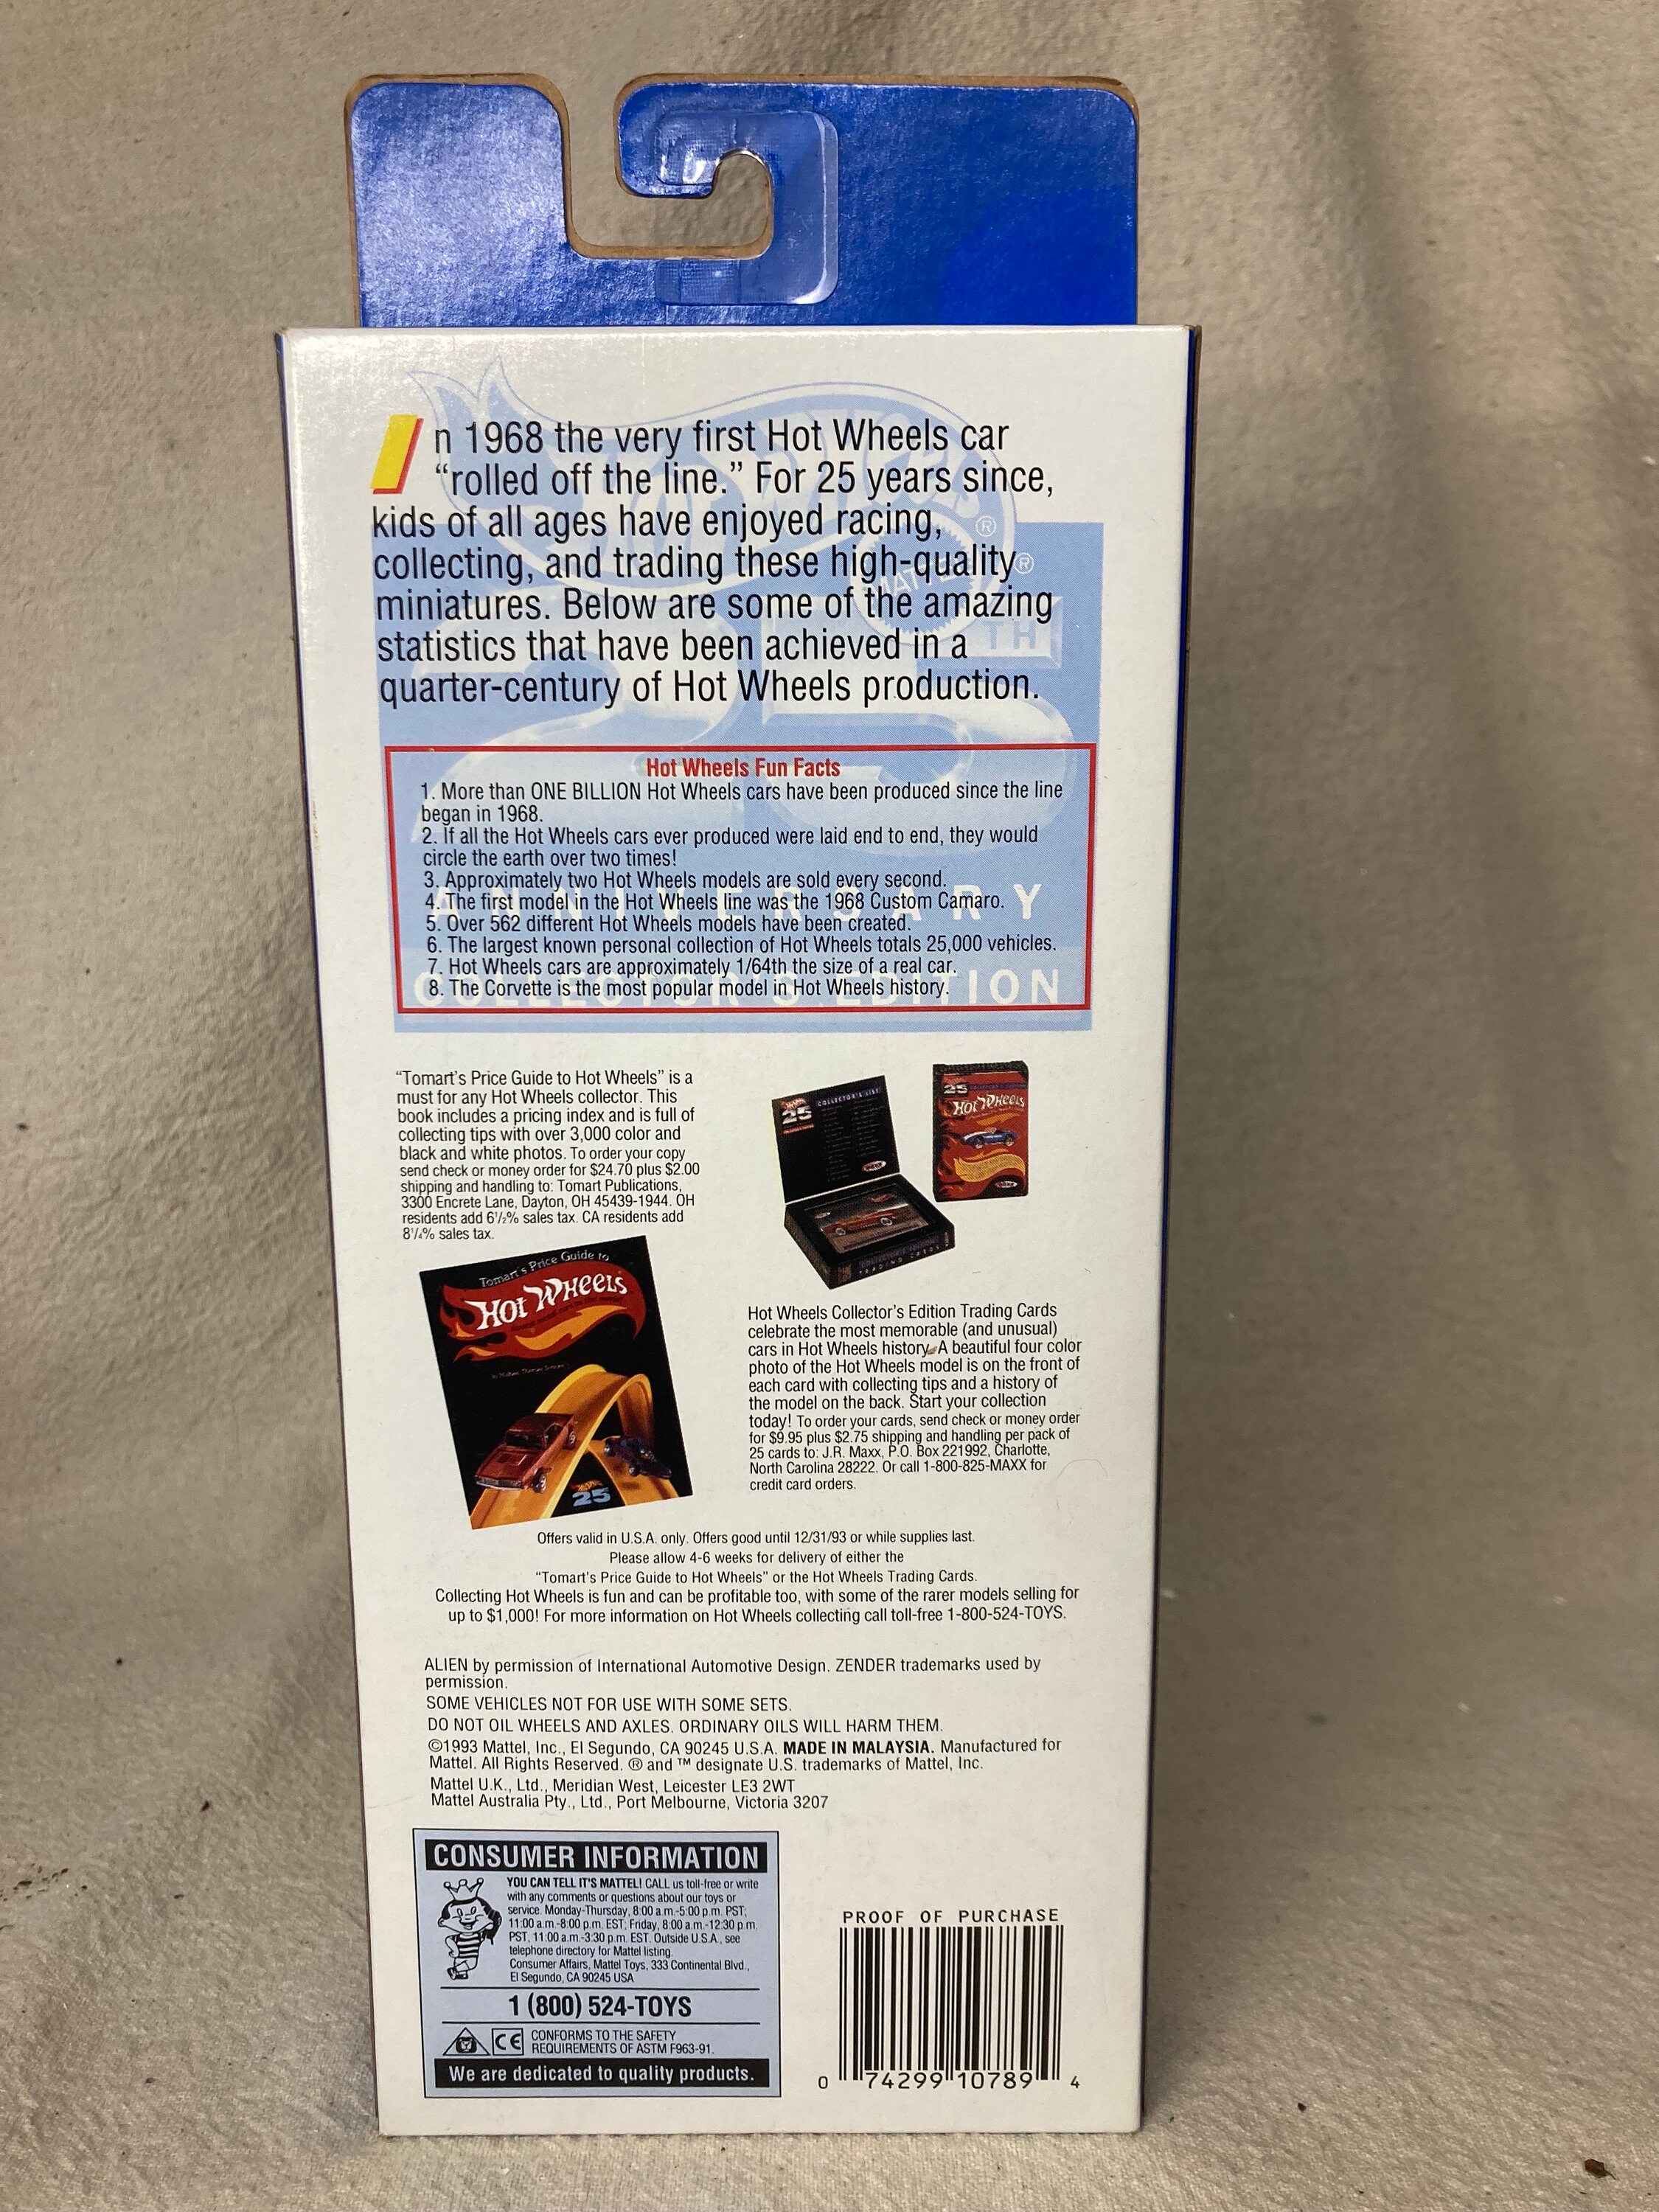 In 1968 the very first Hot Wheels car
“rolled off the line.” For 25 years since,
kids of all ages have enjoyed racing,
collecting, and trading these high-quality
miniatures. Below are some of the amazing
statistics that have been achieved in a
quarter-century of Hot Wheels production.
HOT WHEELS ®
MATTEL ®
25TH
ANNIVERSARY
COLLECTOR'S EDITION
Hot Wheels Fun Facts
1. More than ONE BILLION Hot Wheels cars have been produced since the line
began in 1968.
2. If all the Hot Wheels cars ever produced were laid end to end, they would
circle the earth over two times!
3. Approximately two Hot Wheels models are sold every second.
4. The first model in the Hot Wheels line was the 1968 Custom Camaro.
5. Over 562 different Hot Wheels models have been created.
6. The largest known personal collection of Hot Wheels totals 25,000 vehicles.
7. Hot Wheels cars are approximately 1/64th the size of a real car.
8. The Corvette is the most popular model in Hot Wheels history.
“Tomart’s Price Guide to Hot Wheels” is a
must for any Hot Wheels collector. This
book includes a pricing index and is full of
collecting tips with over 3,000 color and
black and white photos. To order your copy
send check or money order for $24.70 plus $2.00
shipping and handling to: Tomart Publications,
3300 Encrete Lane, Dayton, OH 45439-1944. OH
residents add 6½% sales tax. CA residents add
8¼% sales tax.
Tomart's Price Guide to
HOT WHEELS
25
25 COLLECTOR'S LIST
25
HOT WHEELS
TRADING CARDS
Hot Wheels Collector’s Edition Trading Cards
celebrate the most memorable (and unusual)
cars in Hot Wheels history. A beautiful four color
photo of the Hot Wheels model is on the front of
each card with collecting tips and a history of
the model on the back. Start your collection
today! To order your cards, send check or money order
for $9.95 plus $2.75 shipping and handling per pack of
25 cards to: J.R. Maxx, P.O. Box 221992, Charlotte,
North Carolina 28222. Or call 1-800-825-MAXX for
credit card orders.
Offers valid in U.S.A. only. Offers good until 12/31/93 or while supplies last.
Please allow 4-6 weeks for delivery of either the
“Tomart’s Price Guide to Hot Wheels” or the Hot Wheels Trading Cards.
Collecting Hot Wheels is fun and can be profitable too, with some of the rarer models selling for
up to $1,000! For more information on Hot Wheels collecting call toll-free 1-800-524-TOYS.
ALIEN by permission of International Automotive Design. ZENDER trademarks used by
permission.
SOME VEHICLES NOT FOR USE WITH SOME SETS.
DO NOT OIL WHEELS AND AXLES. ORDINARY OILS WILL HARM THEM.
©1993 Mattel, Inc., El Segundo, CA 90245 U.S.A. MADE IN MALAYSIA. Manufactured for
Mattel. All Rights Reserved. ® and ™ designate U.S. trademarks of Mattel, Inc.
Mattel U.K., Ltd., Meridian West, Leicester LE3 2WT
Mattel Australia Pty., Ltd., Port Melbourne, Victoria 3207
CONSUMER INFORMATION
YOU CAN TELL IT’S MATTEL! CALL us toll-free or write
with any comments or questions about our toys or
service. Monday-Thursday, 8:00 a.m.-5:00 p.m. PST;
11:00 a.m.-8:00 p.m. EST; Friday, 8:00 a.m.-12:30 p.m.
PST, 11:00 a.m.-3:30 p.m. EST. Outside U.S.A., see
telephone directory for Mattel listing.
Consumer Affairs, Mattel Toys, 333 Continental Blvd.,
El Segundo, CA 90245 USA
1 (800) 524-TOYS
CE
CONFORMS TO THE SAFETY
REQUIREMENTS OF ASTM F963-91.
We are dedicated to quality products.
PROOF OF PURCHASE
0 74299 10789 4